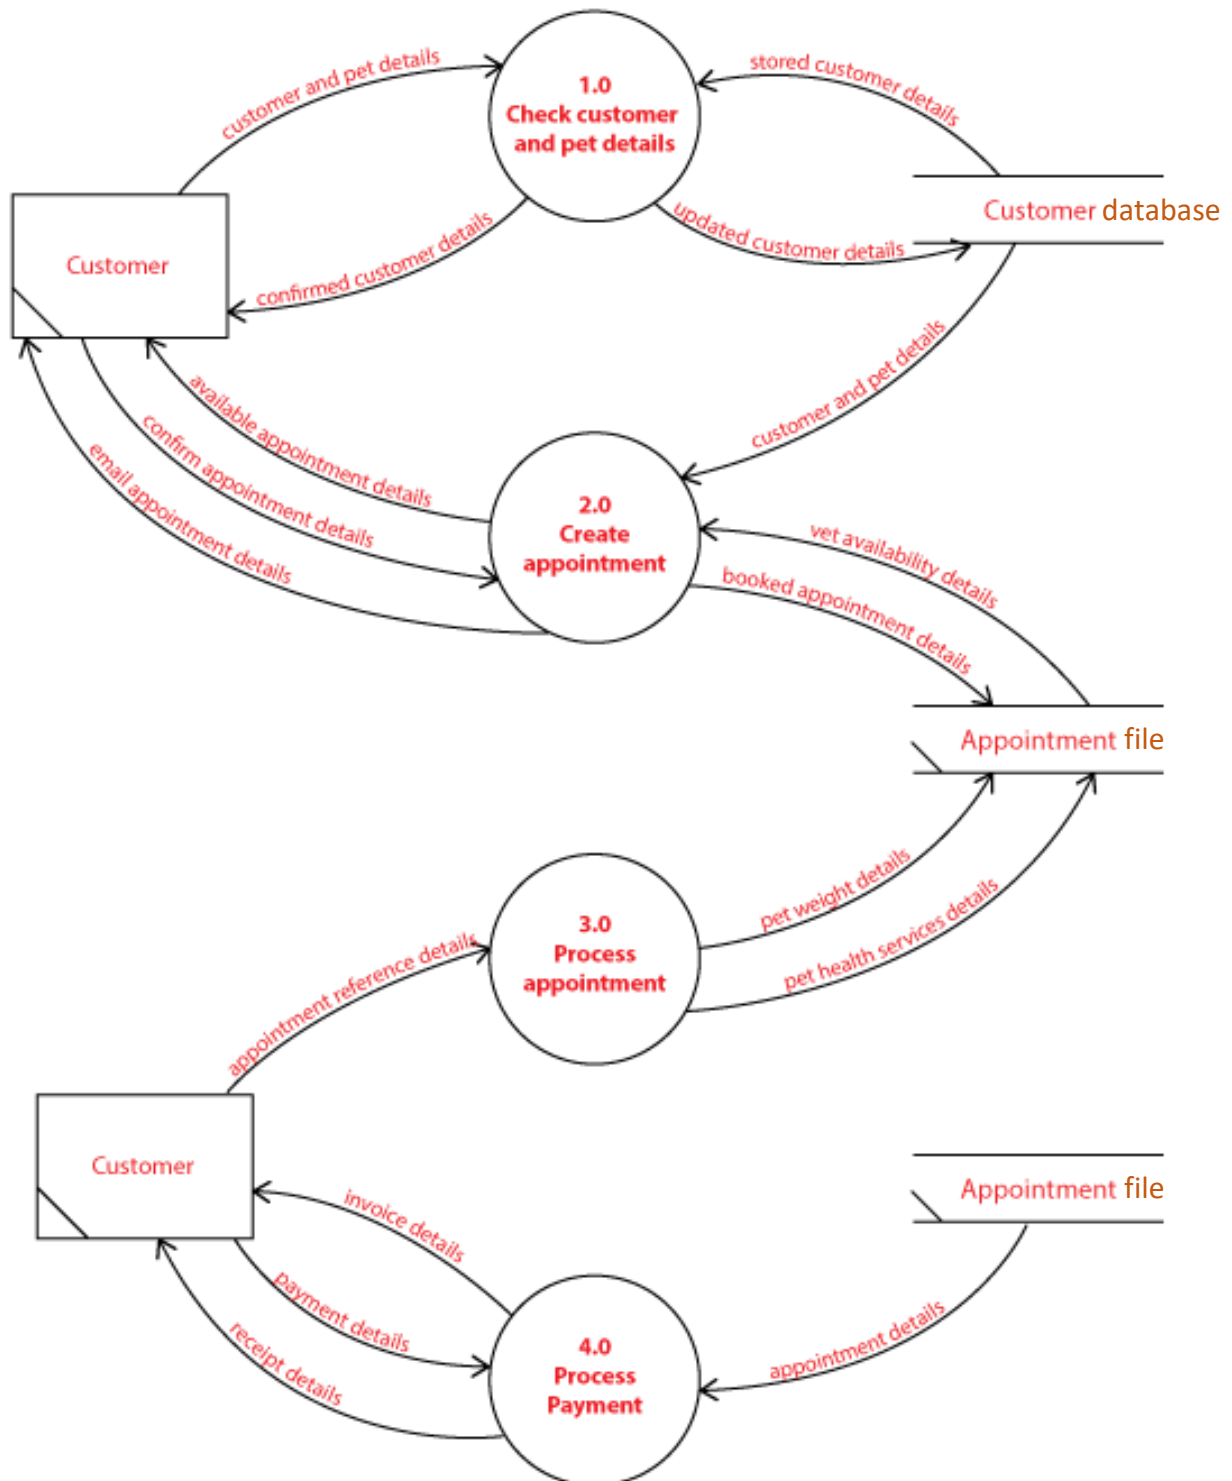 customer and pet details
1.0
Check customer
and pet details
stored customer details
Customer database
updated customer details
Customer
confirmed customer details
customer and pet details
available appointment details
confirm appointment details
email appointment details
2.0
Create
appointment
vet availability details
booked appointment details
Appointment file
pet weight details
pet health services details
3.0
Process
appointment
appointment reference details
Customer
Appointment file
invoice details
payment details
receipt details
4.0
Process
Payment
appointment details